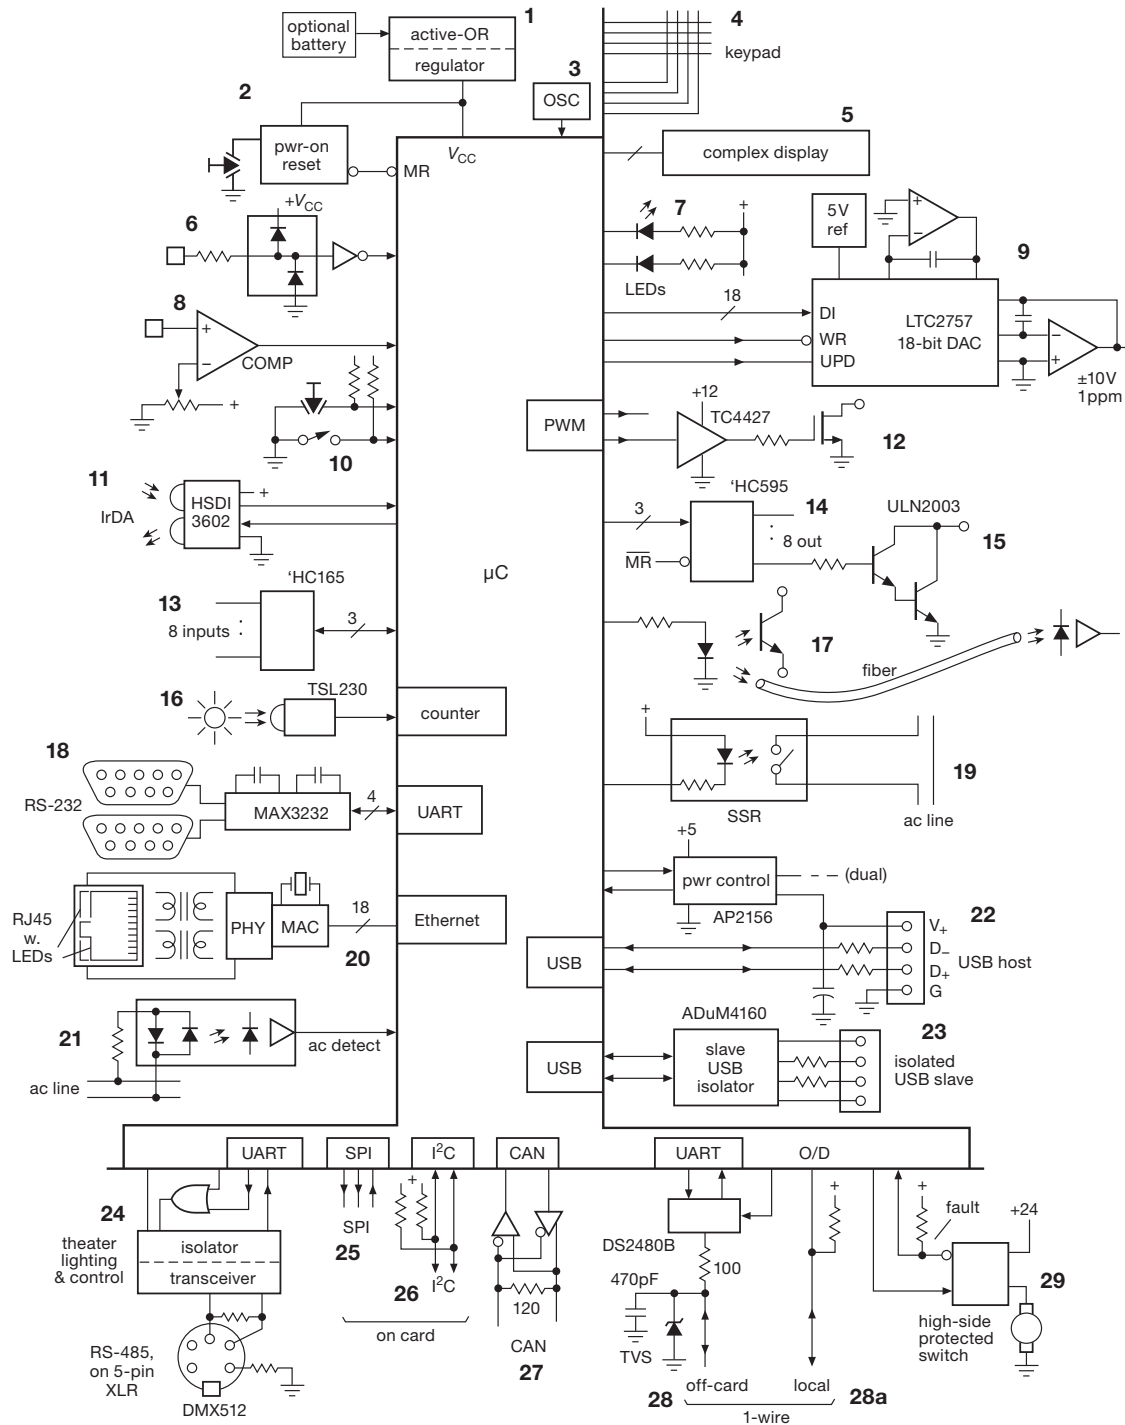 1
optional
battery
active-OR
regulator
4
keypad
2
3
OSC
pwr-on
reset
VCC
MR
5
complex display
6
+VCC
7
+
LEDs
5V
ref
+
−
9
18
DI
WR
UPD
LTC2757
18-bit DAC
−
+
±10V
1ppm
8
+
−
COMP
+
10
PWM
+12
TC4427
12
11
IrDA
HSDI
3602
+
'HC595
14
3
8 out
MR
ULN2003
15
µC
13
'HC165
8 inputs
3
17
fiber
16
TSL230
counter
+
SSR
19
ac line
18
RS-232
MAX3232
4
UART
+5
pwr control
(dual)
AP2156
RJ45
w.
LEDs
PHY
MAC
18
20
Ethernet
22
USB
V+
D−
D+
G
USB host
21
ac detect
ac line
ADuM4160
23
USB
slave
USB
isolator
isolated
USB slave
UART
SPI
I2C
CAN
UART
O/D
24
theater
lighting
& control
isolator
transceiver
SPI
25
+
I2C
26
on card
120
CAN
27
RS-485,
on 5-pin
XLR
DMX512
DS2480B
100
470pF
TVS
28
off-card
+
local
28a
1-wire
+
fault
+24
29
high-side
protected
switch